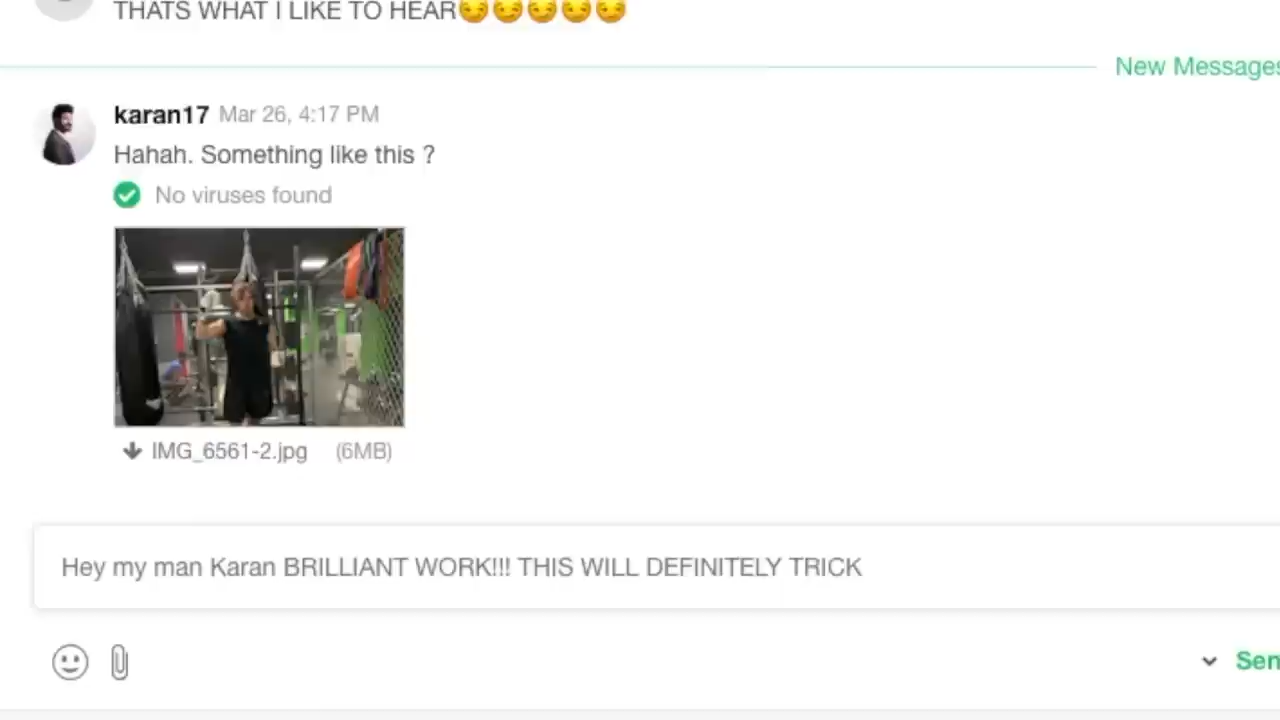 THATS WHAT I LIKE TO HEAR😏😏😏😏😏
New Messages
karan17 Mar 26, 4:17 PM
Hahah. Something like this ?
No viruses found
IMG_6561-2.jpg (6MB)
Hey my man Karan BRILLIANT WORK!!! THIS WILL DEFINITELY TRICK
Sen